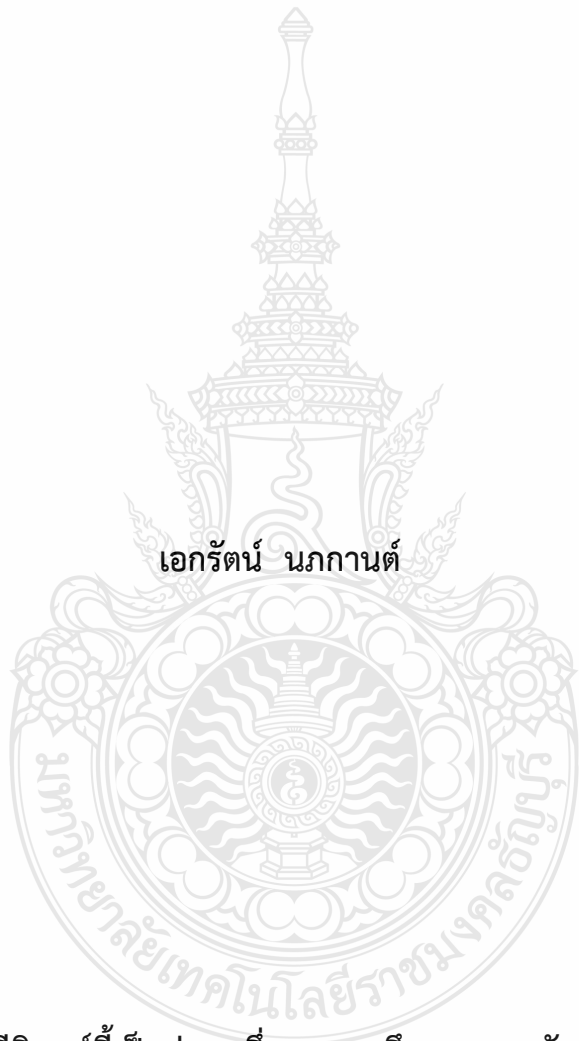 เอกรัตน์ นภกานต์
มหาวิทยาลัยเทคโนโลยีราชมงคลธัญบุรี